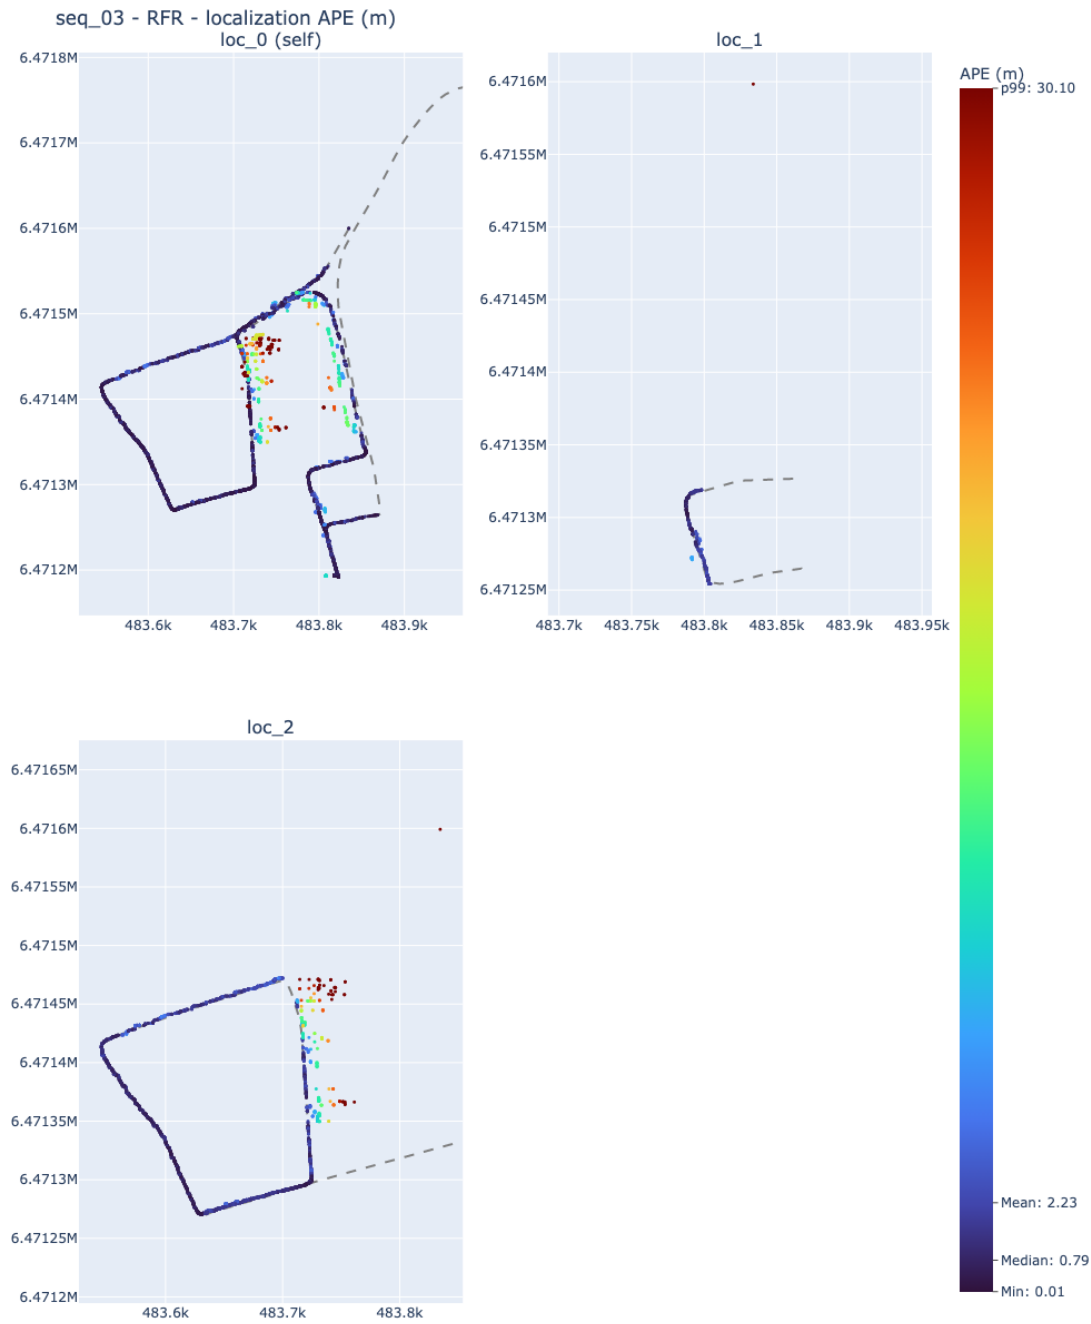 seq_03 - RFR - localization APE (m)
loc_0 (self)
6.4718M
6.4717M
6.4716M
6.4715M
6.4714M
6.4713M
6.4712M
483.6k 483.7k 483.8k 483.9k
loc_1
6.4716M
6.47155M
6.4715M
6.47145M
6.4714M
6.47135M
6.4713M
6.47125M
483.7k 483.75k 483.8k 483.85k 483.9k 483.95k
APE (m)
p99: 30.10
Mean: 2.23
Median: 0.79
Min: 0.01
loc_2
6.47165M
6.4716M
6.47155M
6.4715M
6.47145M
6.4714M
6.47135M
6.4713M
6.47125M
6.4712M
483.6k 483.7k 483.8k